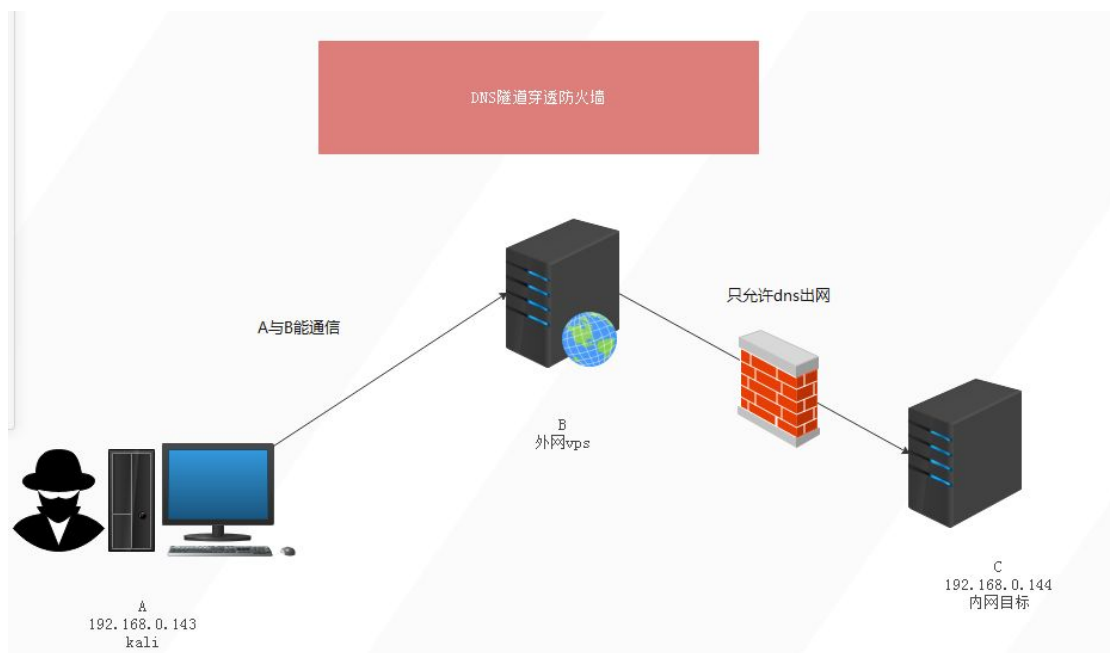 DNS隧道穿透防火墙
只允许dns出网
A与B能通信
B
外网vps
C
192.168.0.144
内网目标
A
192.168.0.143
kali